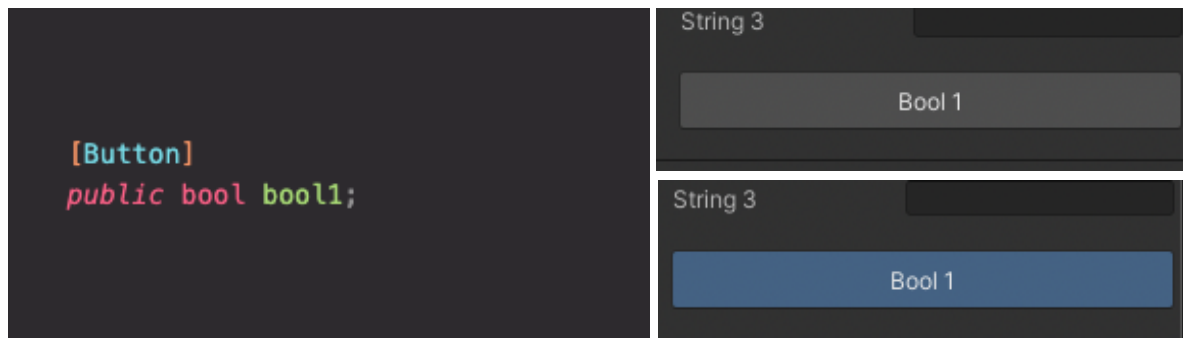 [Button]
public bool bool1;
String 3
Bool 1
String 3
Bool 1